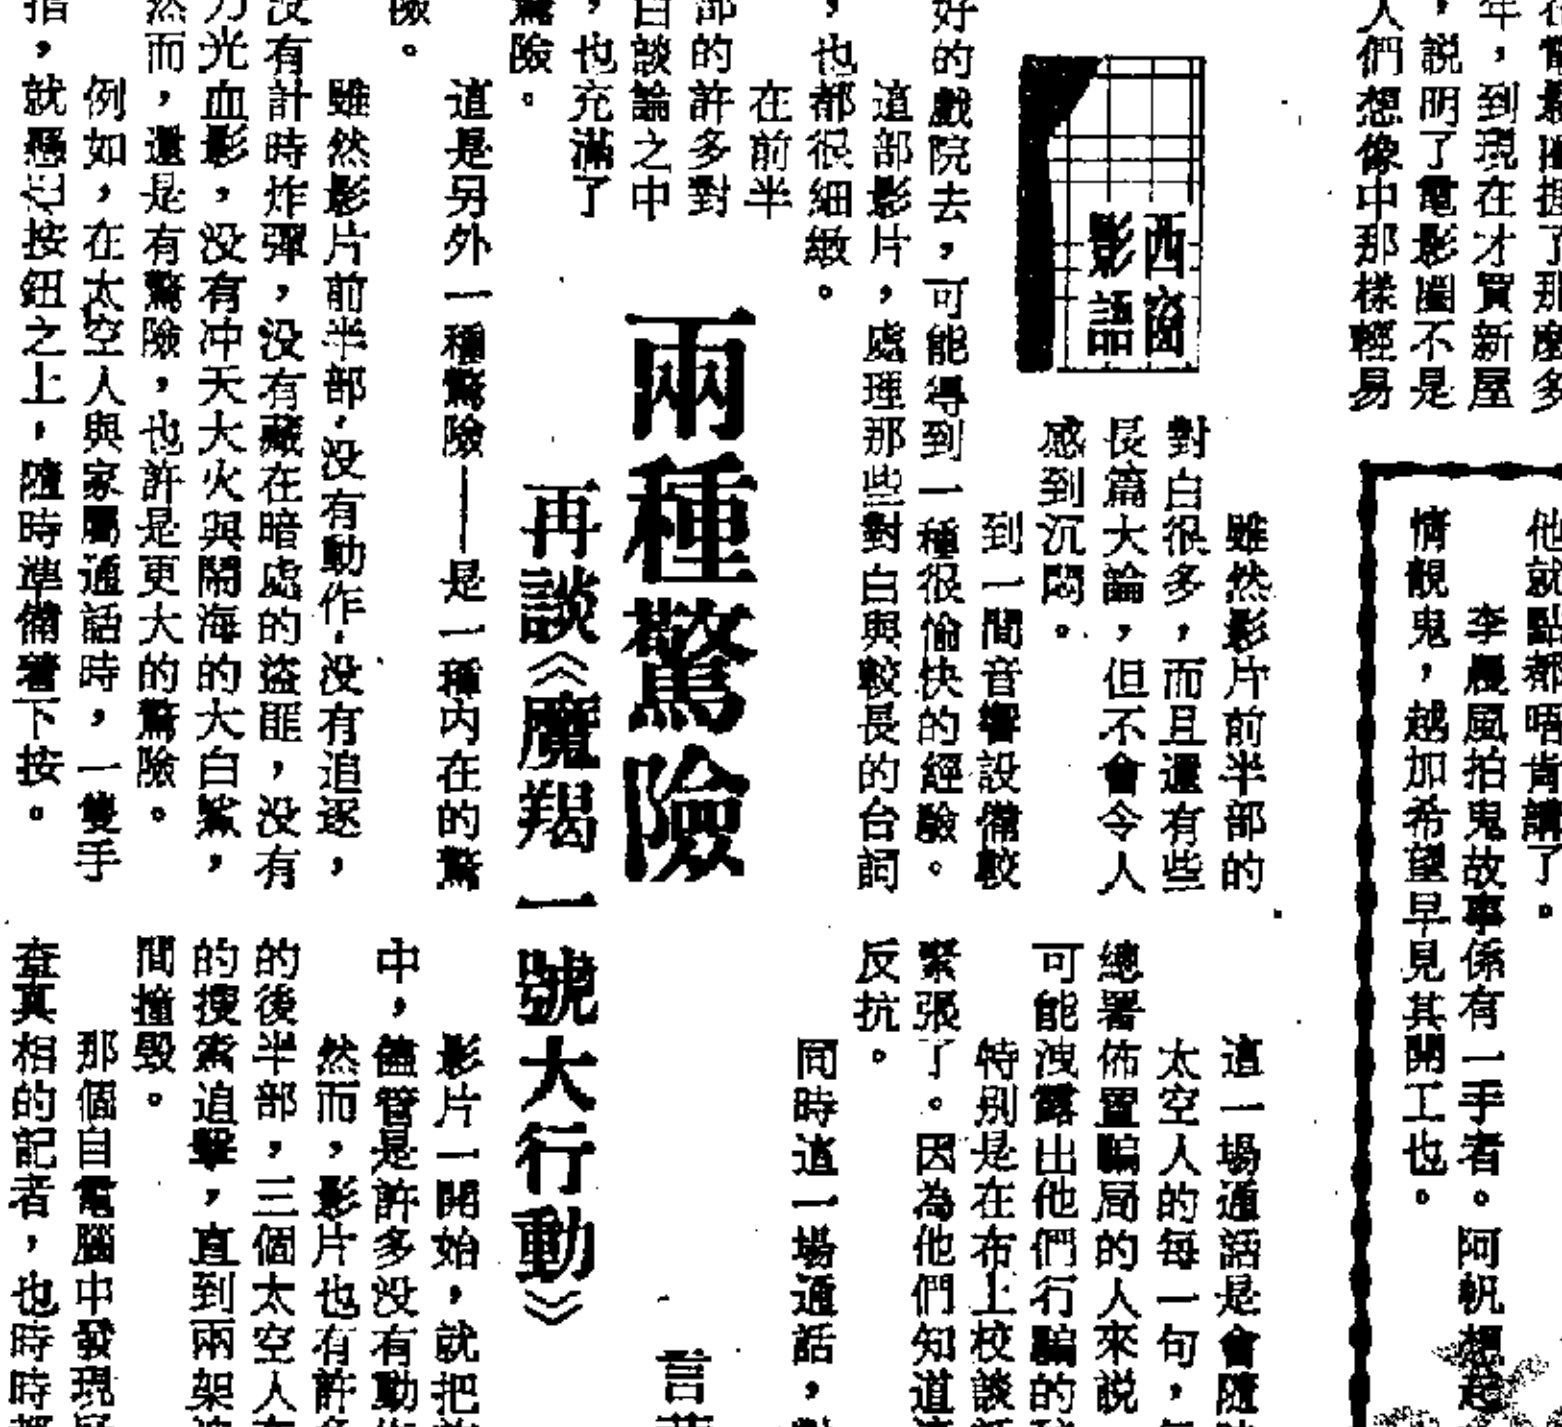 年，到現在才買新屋
，說明了電影圈不是
人們想像中那樣輕易
他就點都唔肯講了。
李晨風拍鬼故事係有一手者。阿帆想起
情靚鬼，越加希望早見其開工也。
西窗
影語
兩種驚險
再談《魔羯一號大行動》
雖然影片前半部的
對白很多，而且還有些
長篇大論，但不會令人
感到沉悶。
到一間音響設備較
好的戲院去，可能得到一種很愉快的經驗。
這部影片，處理那些對白與較長的台詞
，也都很細緻。
在前半
部的許多對
白談論之中
，也充滿了
驚險。
這是另外一種驚險——是一種內在的驚
險。
雖然影片前半部，沒有動作，沒有追逐，
沒有計時炸彈，沒有藏在暗處的盜匪，沒有
刀光血影，沒有冲天大火與鬧海的大白鯊，
然而，還是有驚險，也許是更大的驚險。
例如，在太空人與家屬通話時，一隻手
指，就懸在按鈕之上，隨時準備著下按。
這一場通話是會隨
太空人的每一句，
總署佈置騙局的人來說
可能洩露出他們行騙的
特別是在布上校談話
緊張了。因為他們知道
反抗。
同時這一場通話，
影片一開始，就把
中，儘管是許多沒有動作
然而，影片也有許多
的後半部，三個太空人
的搜索追擊，直到兩架
間撞毀。
那個自電腦中發現
查真相的記者，也時時都